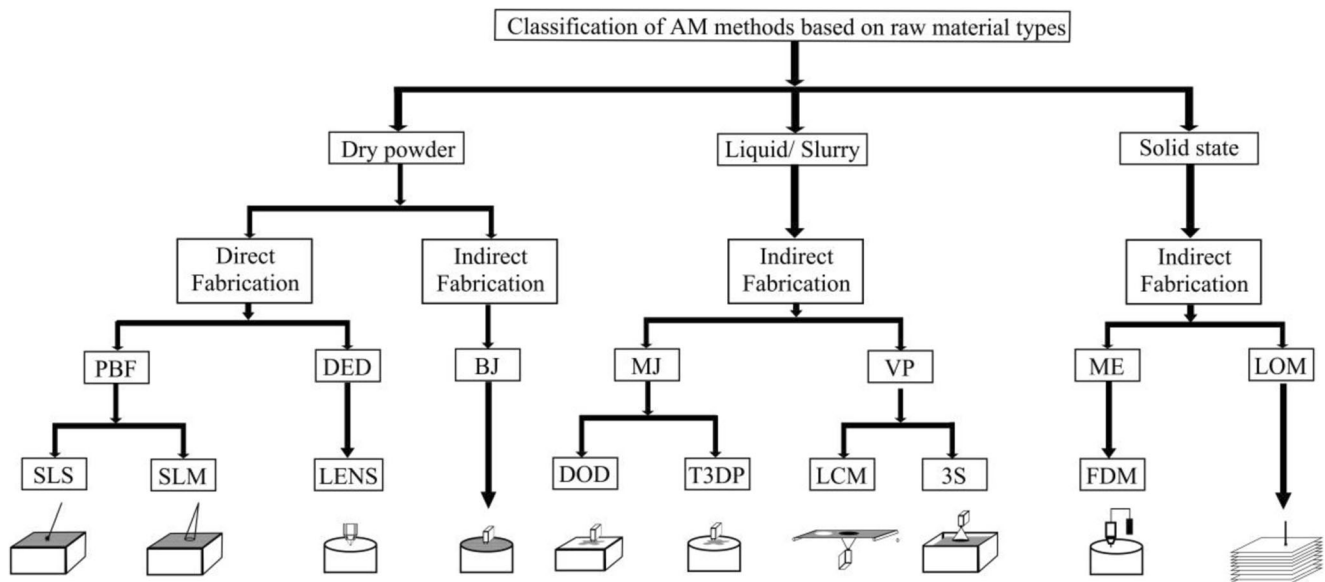 Classification of AM methods based on raw material types
Dry powder
Liquid/ Slurry
Solid state
Direct
Fabrication
Indirect
Fabrication
Indirect
Fabrication
Indirect
Fabrication
PBF
DED
BJ
MJ
VP
ME
LOM
SLS
SLM
LENS
DOD
T3DP
LCM
3S
FDM